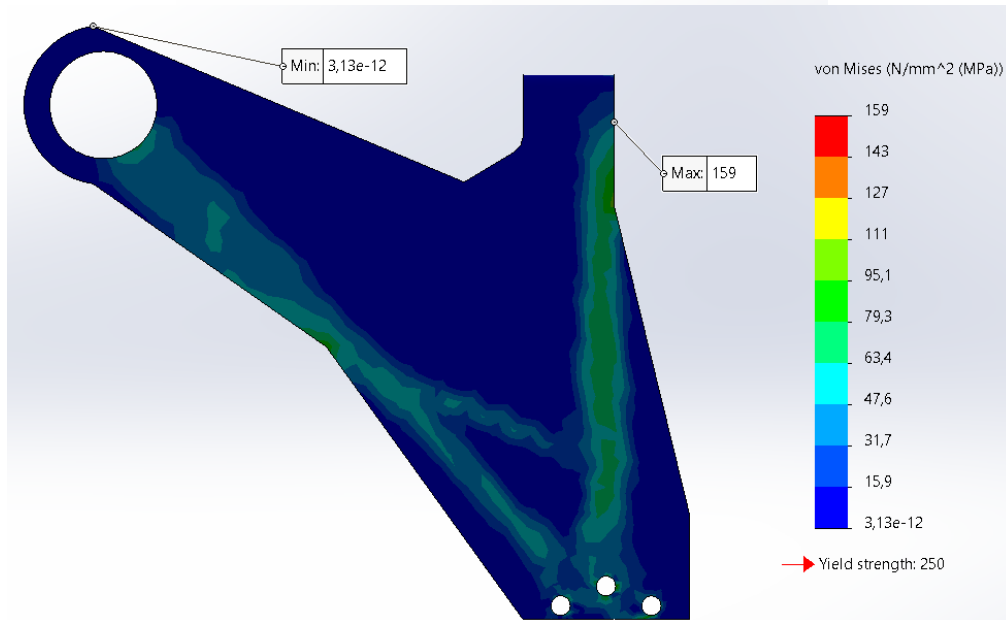 Min: 3,13e-12
von Mises (N/mm^2 (MPa))
159
143
127
111
95,1
79,3
63,4
47,6
31,7
15,9
3,13e-12
Max: 159
Yield strength: 250